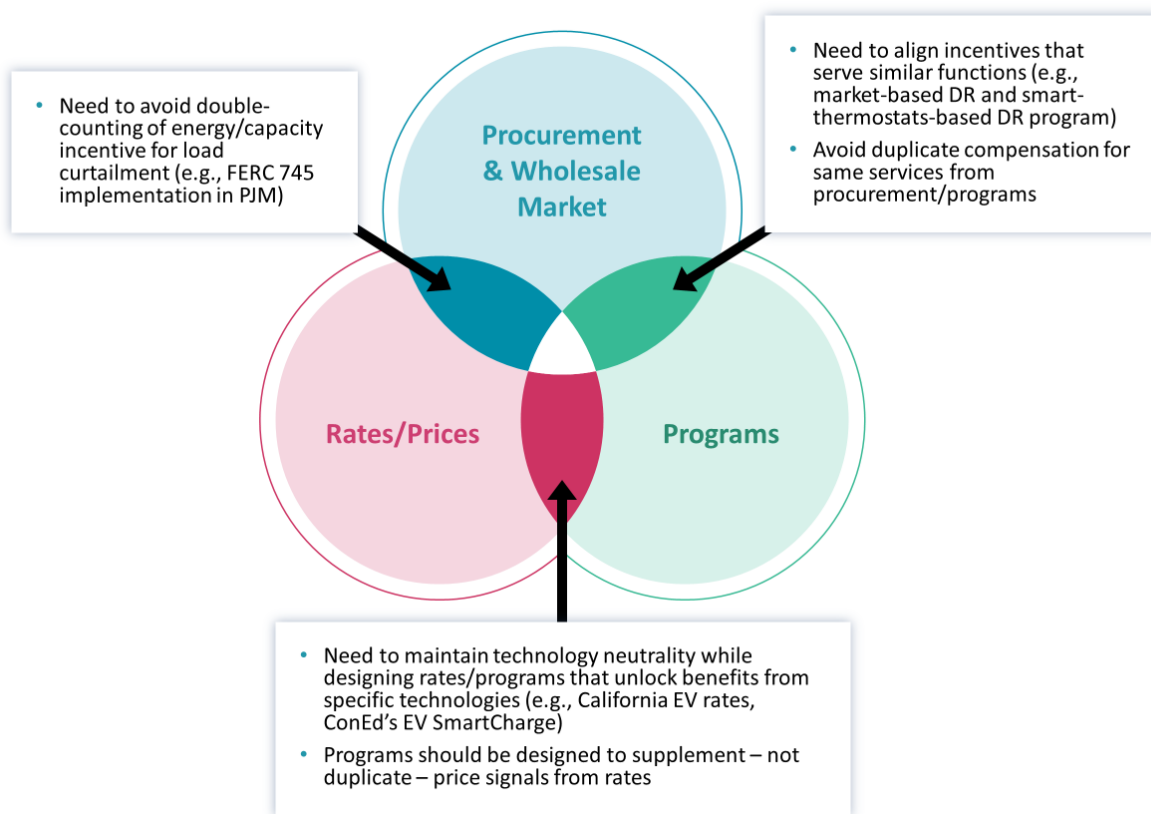 • Need to avoid double-
counting of energy/capacity
incentive for load
curtailment (e.g., FERC 745
implementation in PJM)
Procurement
& Wholesale
Market
• Need to align incentives that
serve similar functions (e.g.,
market-based DR and smart-
thermostats-based DR program)
• Avoid duplicate compensation for
same services from
procurement/programs
Rates/Prices
Programs
• Need to maintain technology neutrality while
designing rates/programs that unlock benefits from
specific technologies (e.g., California EV rates,
ConEd’s EV SmartCharge)
• Programs should be designed to supplement – not
duplicate – price signals from rates